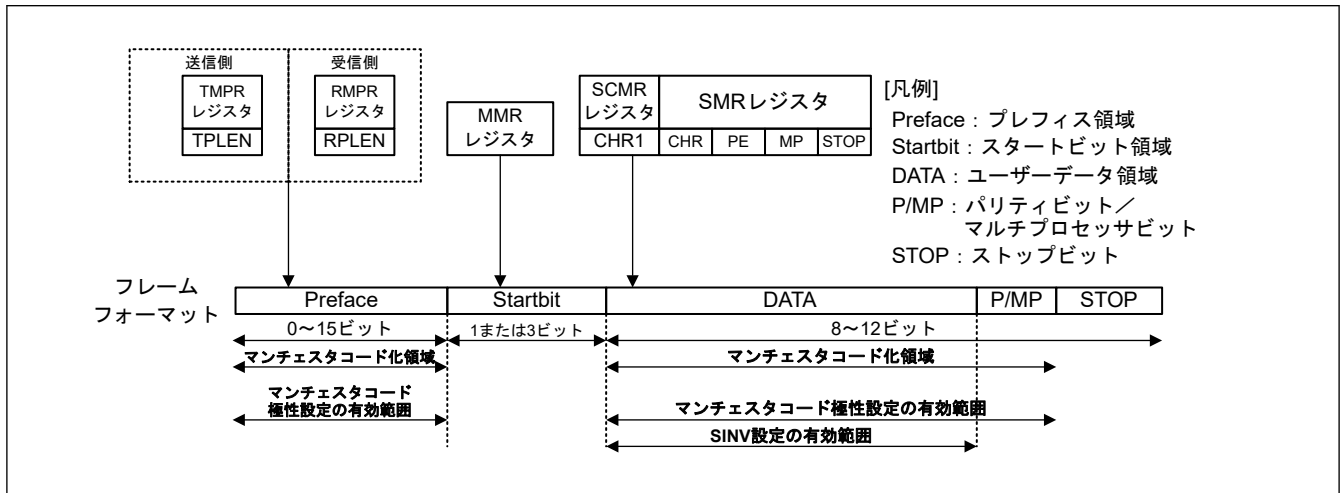 送信側
受信側
TMPR
レジスタ
TPLEN
RMPR
レジスタ
RPLEN
MMR
レジスタ
SCMR
レジスタ
SMRレジスタ
CHR1
CHR
PE
MP
STOP
[凡例]
Preface：プレフィス領域
Startbit：スタートビット領域
DATA：ユーザーデータ領域
P/MP：パリティビット／
マルチプロセッサビット
STOP：ストップビット
フレーム
フォーマット
Preface
Startbit
DATA
P/MP
STOP
0～15ビット
1または3ビット
8～12ビット
マンチェスタコード化領域
マンチェスタコード化領域
マンチェスタコード
極性設定の有効範囲
マンチェスタコード極性設定の有効範囲
SINV設定の有効範囲